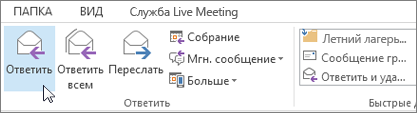 ПАПКА ВИД Служба Live Meeting
Ответить
Ответить всем
Переслать
Собрание
Мгн. сообщение
Больше
Ответить
Летний лагерь...
Сообщение гр...
Ответить и уда...
Быстрые